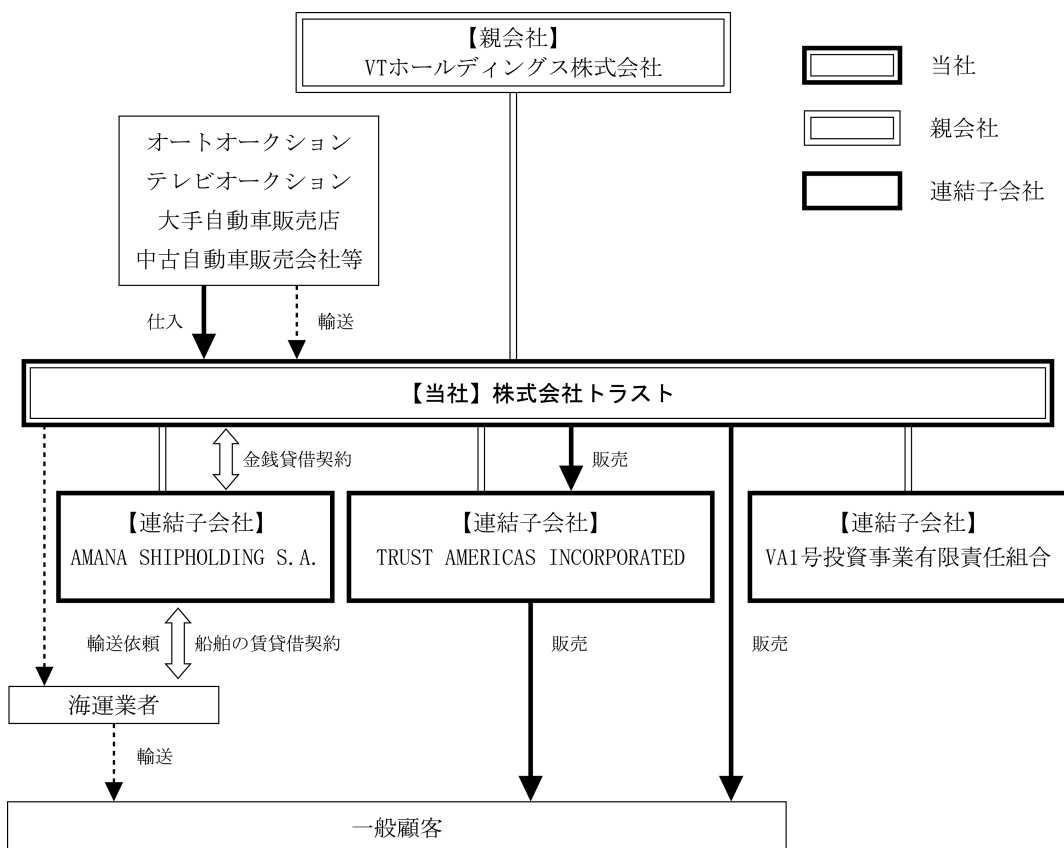 【親会社】
VTホールディングス株式会社
当社
親会社
連結子会社
オートオークション
テレビオークション
大手自動車販売店
中古自動車販売会社等
仕入
輸送
【当社】株式会社トラスト
金銭貸借契約
販売
【連結子会社】
AMANA SHIPHOLDING S.A.
【連結子会社】
TRUST AMERICAS INCORPORATED
【連結子会社】
VA1号投資事業有限責任組合
輸送依頼
船舶の賃貸借契約
販売
販売
海運業者
輸送
一般顧客